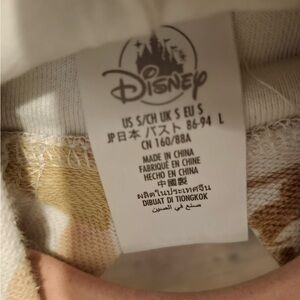 Disney
US S/CH UK S EU S
JP日本 バスト 86-94 L
CN 160/88A
MADE IN CHINA
FABRIQUÉ EN CHINE
HECHO EN CHINA
中國製
ผลิตในประเทศจีน
DIBUAT DI TIONGKOK
صنع في الصين